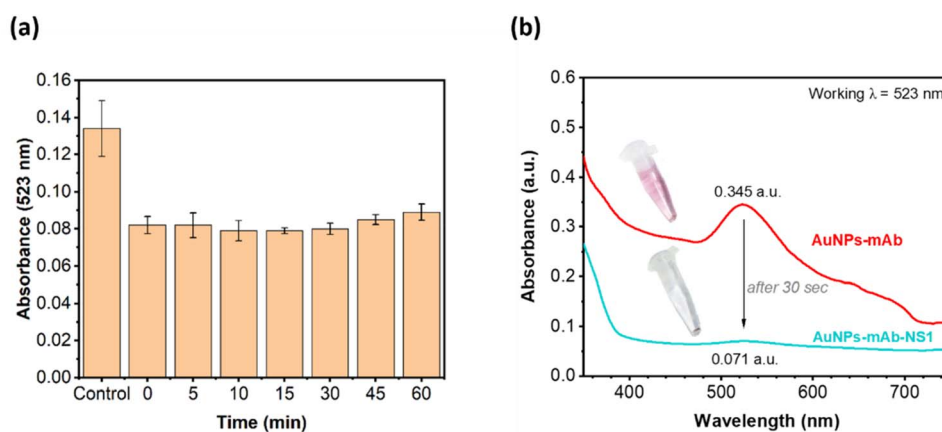 (a)
0.16
0.14
0.12
0.10
0.08
0.06
0.04
0.02
0.00
Absorbance (523 nm)
Control 0 5 10 15 30 45 60
Time (min)
(b)
0.6
0.5
0.4
0.3
0.2
0.1
0.0
Absorbance (a.u.)
Working λ = 523 nm
0.345 a.u.
AuNPs-mAb
after 30 sec
AuNPs-mAb-NS1
0.071 a.u.
400 500 600 700
Wavelength (nm)